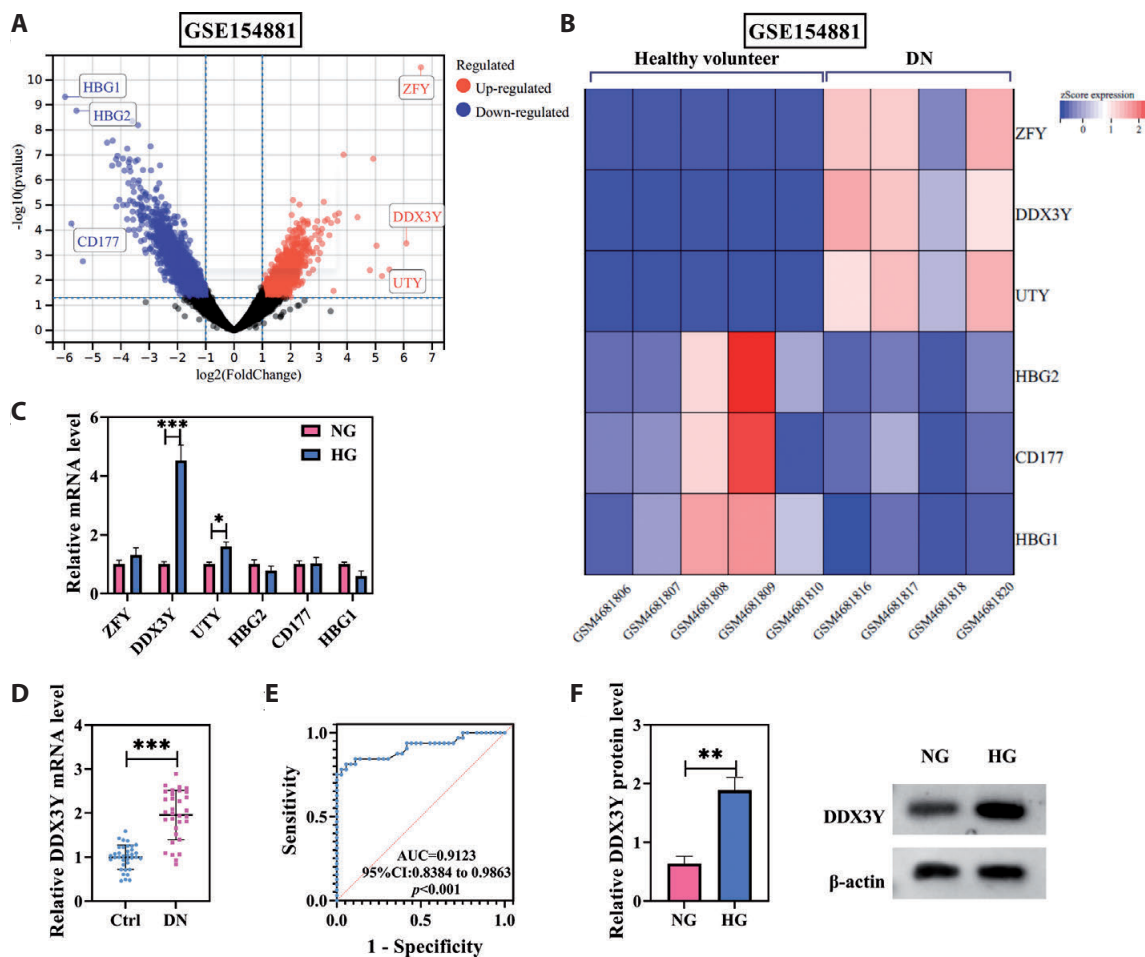 A
GSE154881
-log10(pvalue)
10
9
8
7
6
5
4
3
2
1
0
−6 −5 −4 −3 −2 −1 0 1 2 3 4 5 6 7
log2(FoldChange)
HBG1
HBG2
CD177
ZFY
DDX3Y
UTY
Regulated
Up-regulated
Down-regulated
B
GSE154881
Healthy volunteer DN
zScore expression
0 1 2
ZFY
DDX3Y
UTY
HBG2
CD177
HBG1
GSM4681806 GSM4681807 GSM4681808 GSM4681809 GSM4681810 GSM4681816 GSM4681817 GSM4681818 GSM4681820
C
Relative mRNA level
6
4
2
0
*** *
NG
HG
ZFY DDX3Y UTY HBG2 CD177 HBG1
D
Relative DDX3Y mRNA level
4
3
2
1
0
***
Ctrl DN
E
Sensitivity
1.0
0.5
0.0
AUC=0.9123
95%CI:0.8384 to 0.9863
p<0.001
0.0 0.5 1.0
1 - Specificity
F
Relative DDX3Y protein level
3
2
1
0
**
NG HG
NG HG
DDX3Y
β-actin